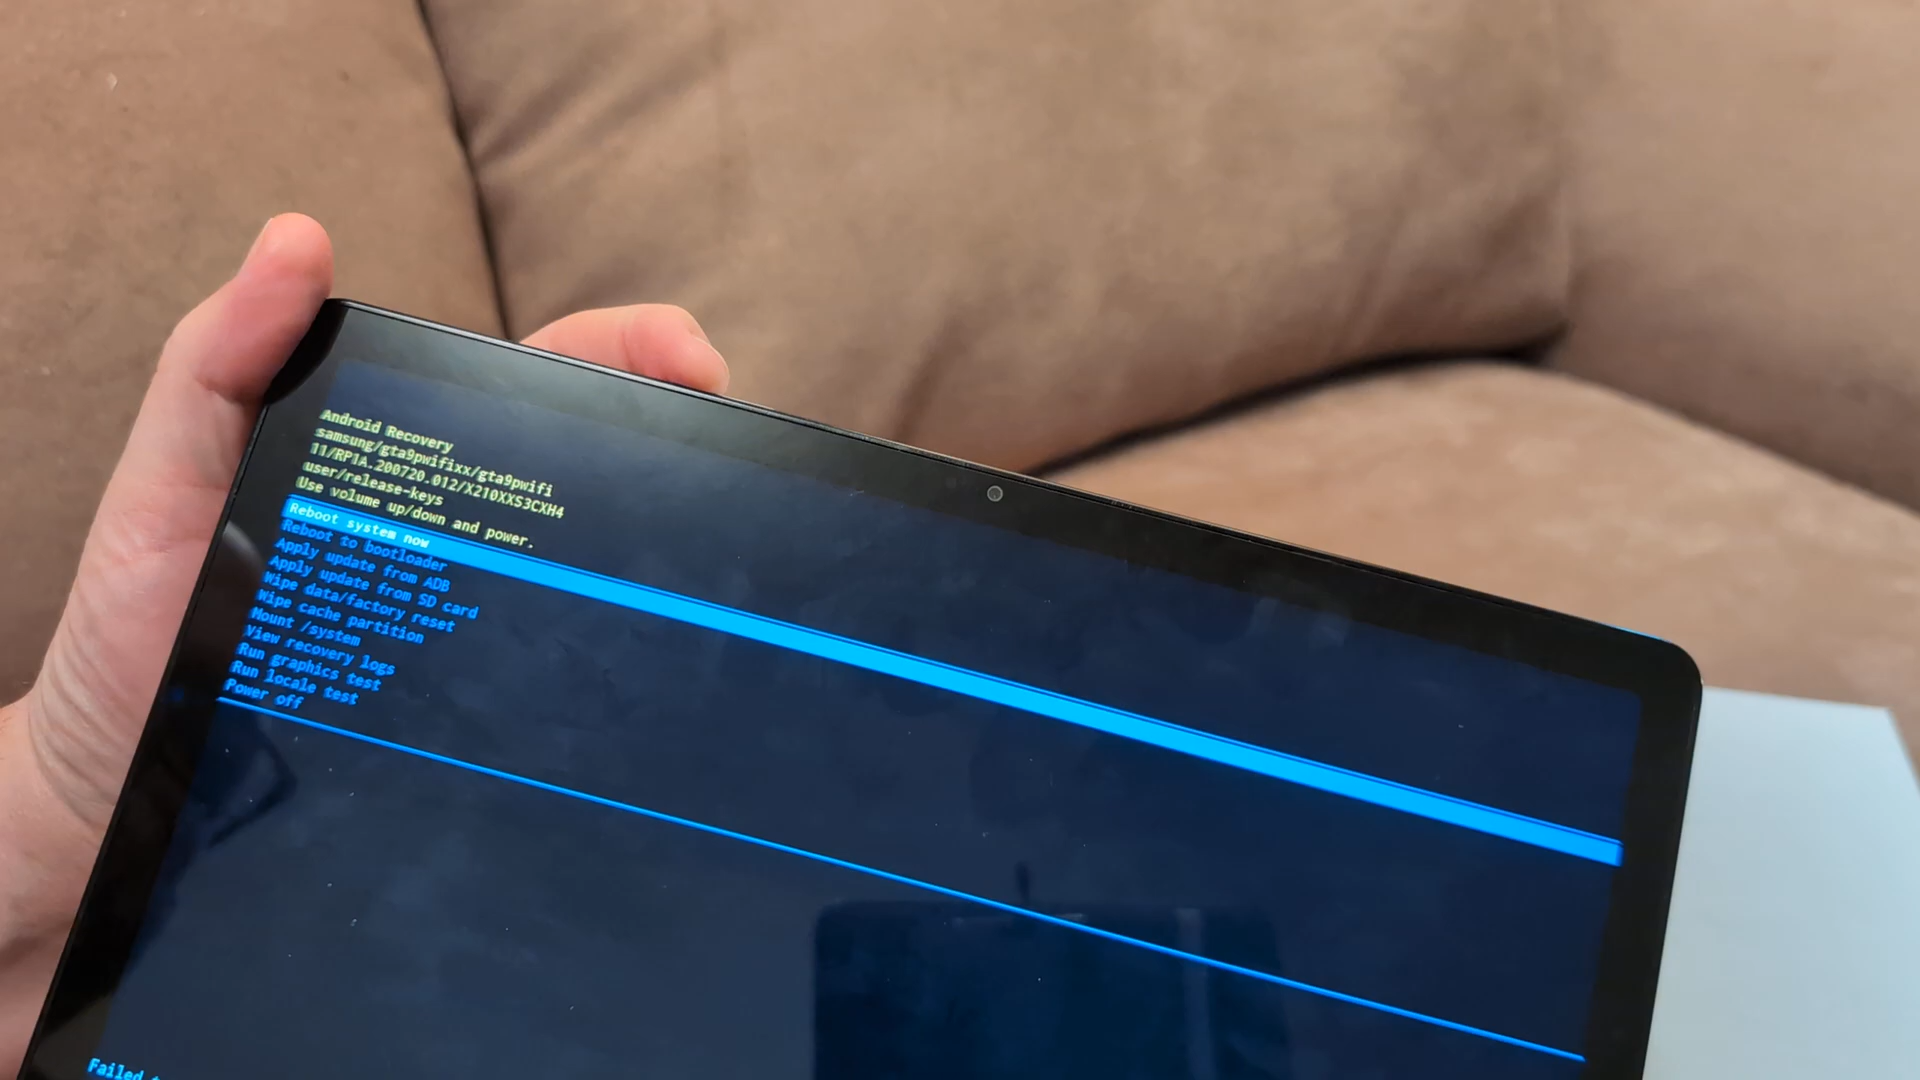 Android Recovery
samsung/gta9pwifixx/gta9pwifi
11/RP1A.200720.012/X210XXS3CXH4
user/release-keys
Use volume up/down and power.
Reboot system now
Reboot to bootloader
Apply update from ADB
Apply update from SD card
Wipe data/factory reset
Wipe cache partition
Mount /system
View recovery logs
Run graphics test
Run locale test
Power off
Failed